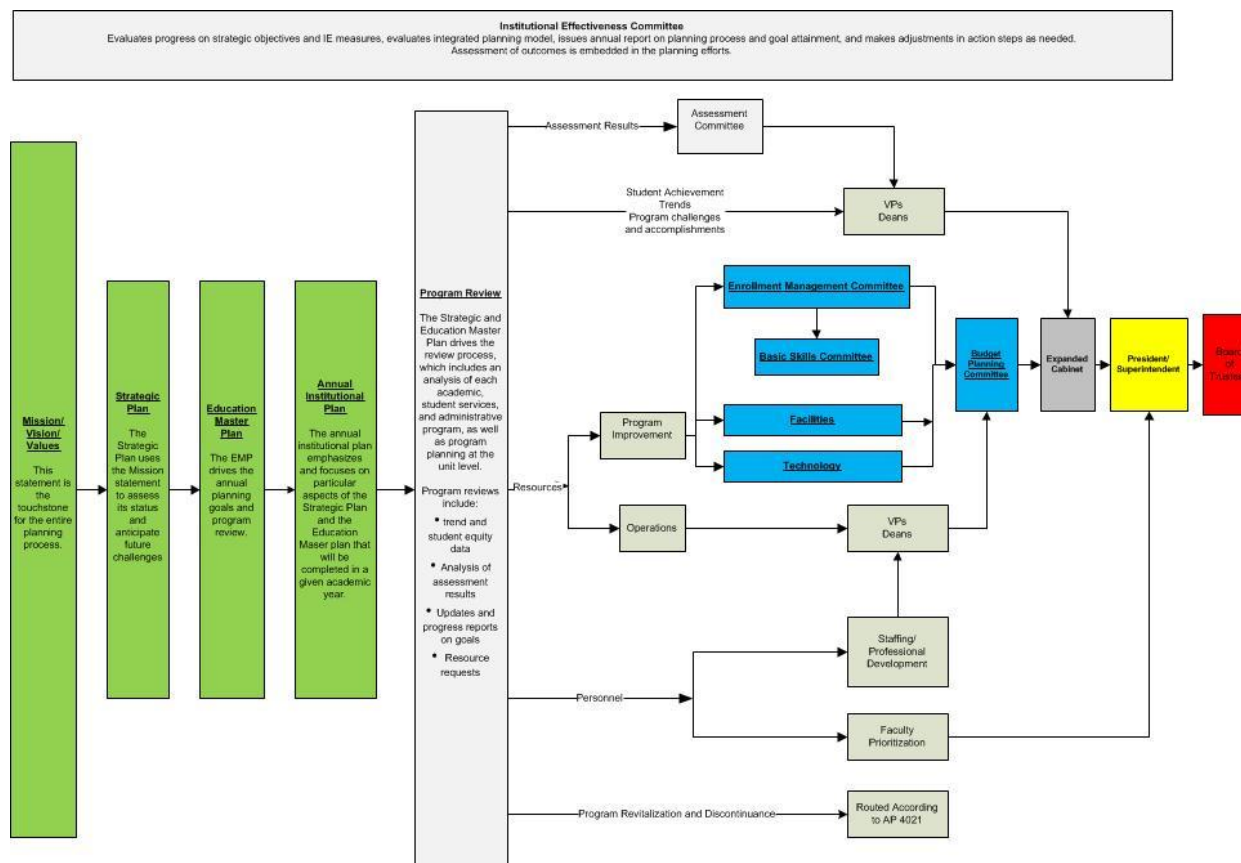 Institutional Effectiveness Committee
Evaluates progress on strategic objectives and IE measures, evaluates integrated planning model, issues annual report on planning process and goal attainment, and makes adjustments in action steps as needed.
Assessment of outcomes is embedded in the planning efforts.
Mission/
Vision/
Values
This
statement is
the
touchstone
for the entire
planning
process.
Strategic
Plan
The
Strategic
Plan uses
the Mission
statement
to assess
its status
and
anticipate
future
challenges
Education
Master
Plan
The EMP
drives the
annual
planning
goals and
program
review.
Annual
Institutional
Plan
The annual
institutional plan
emphasizes
and focuses on
particular
aspects of the
Strategic Plan
and the
Education
Maser plan that
will be
completed in a
given academic
year.
Program Review
The Strategic and
Education Master
Plan drives the
review process,
which includes an
analysis of each
academic,
student services,
and administrative
program, as well
as program
planning at the
unit level.
Program reviews
include:
• trend and
student equity
data
• Analysis of
assessment
results
• Updates and
progress reports
on goals
• Resource
requests
Assessment Results
Assessment
Committee
Student Achievement
Trends
Program challenges
and accomplishments
VPs
Deans
Resources
Program
Improvement
Enrollment Management Committee
Basic Skills Committee
Facilities
Technology
Operations
VPs
Deans
Budget
Planning
Committee
Expanded
Cabinet
President/
Superintendent
Board
of
Trustees
Personnel
Staffing/
Professional
Development
Faculty
Prioritization
Program Revitalization and Discontinuance
Routed According
to AP 4021